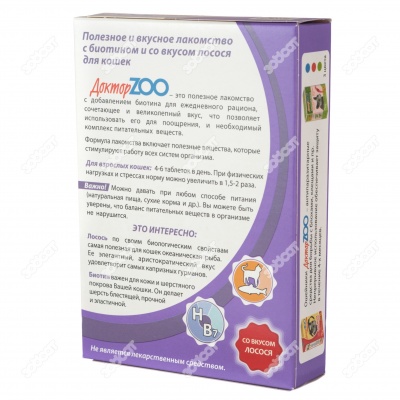 Полезное и вкусное лакомство
с биотином и со вкусом лосося
для кошек
ДокторZOO – это полезное лакомство
с добавлением биотина для ежедневного рациона,
сочетающее и великолепный вкус, что позволяет
использовать его для поощрения, и необходимый
комплекс питательных веществ.
Формула лакомства включает полезные вещества, которые
стимулируют работу всех систем организма.
Для взрослых кошек: 4-6 таблеток в день. При физических
нагрузках и стрессах норму можно увеличить в 1,5-2 раза.
Важно! Можно давать при любом способе питания
(натуральная пища, сухие корма и др.). Вы можете быть
уверены, что баланс питательных веществ в организме
не нарушится.
ЭТО ИНТЕРЕСНО:
Лосось по своим биологическим свойствам
самая полезная для кошек океаническая рыба.
Ее элегантный, аристократический вкус
удовлетворит самых капризных гурманов.
Биотин важен для кожи и шерстяного
покрова Вашей кошки. Он делает
шерсть блестящей, прочной
и эластичной.
H
B7
СО ВКУСОМ
ЛОСОСЯ
Не является лекарственным средством.
3 цвета
ДокторZOO